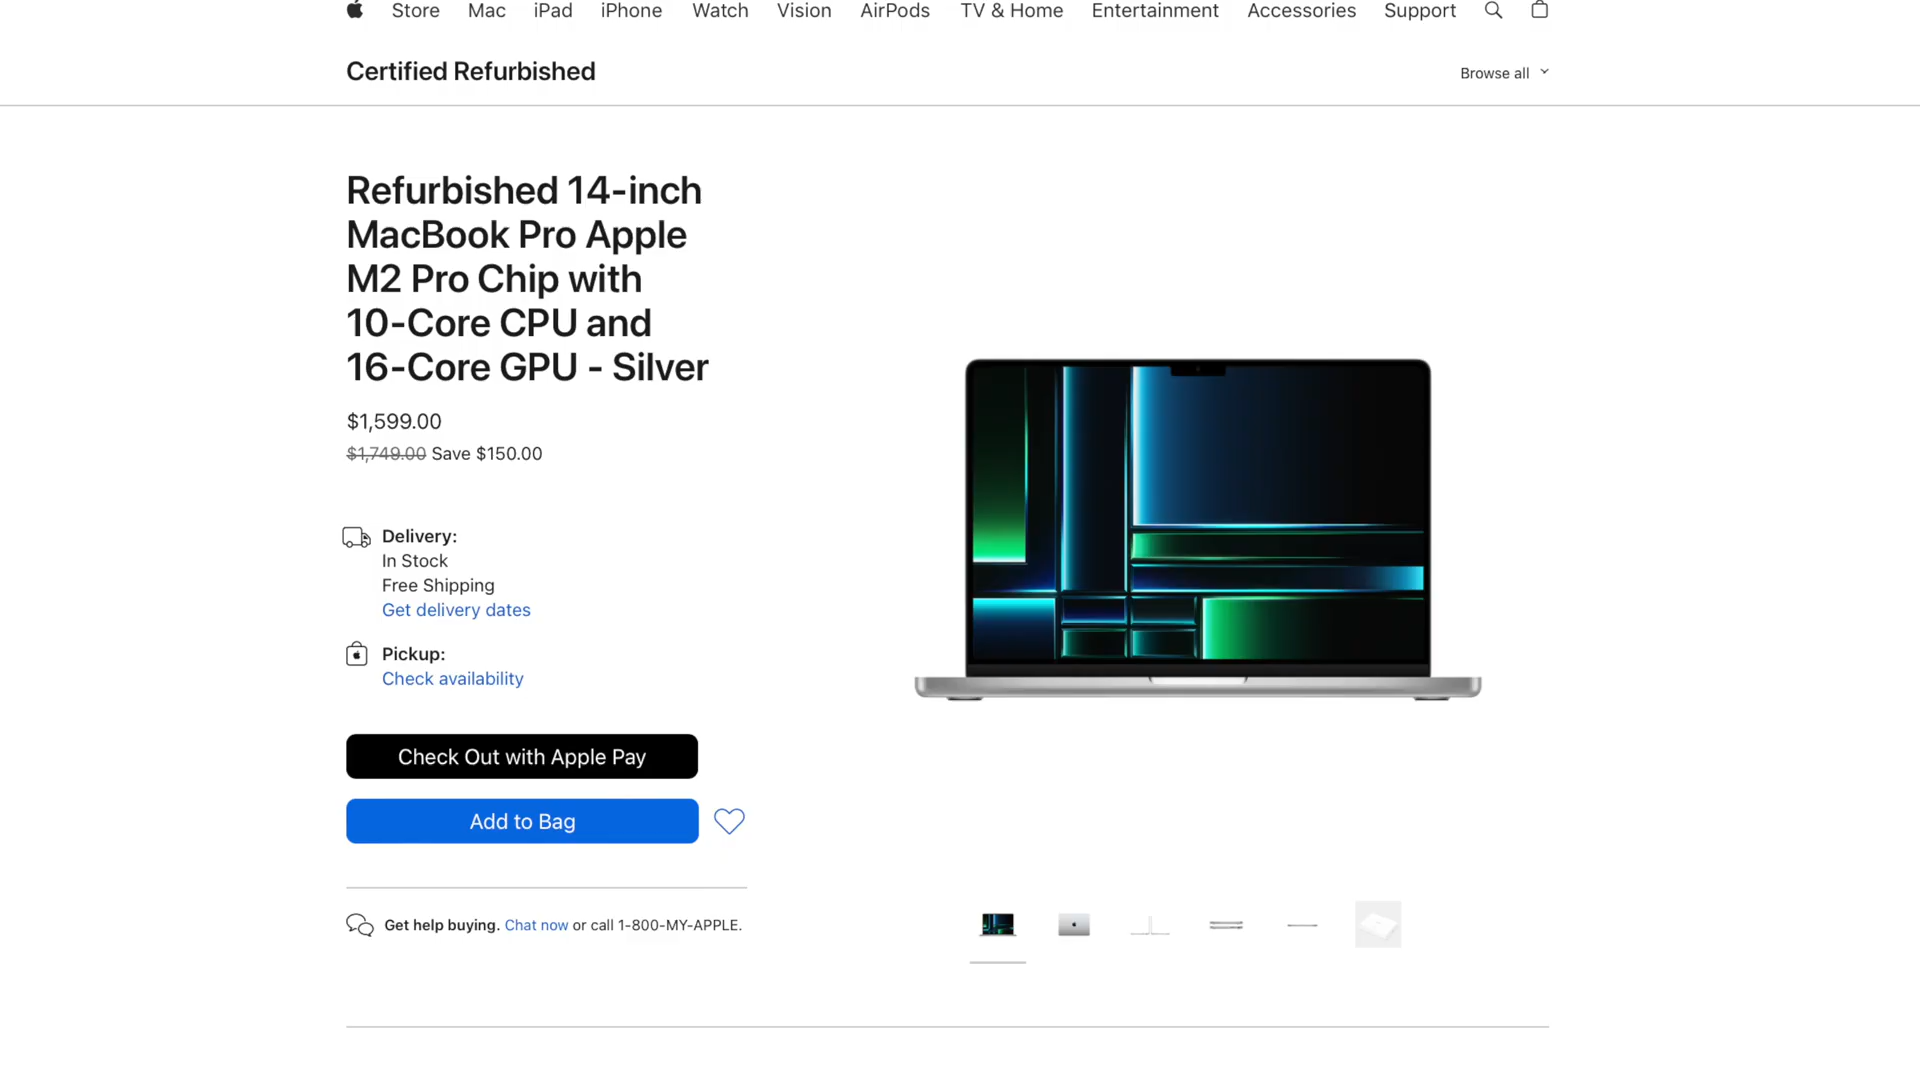 Store Mac iPad iPhone Watch Vision AirPods TV & Home Entertainment Accessories Support
Certified Refurbished
Browse all
Refurbished 14-inch
MacBook Pro Apple
M2 Pro Chip with
10-Core CPU and
16-Core GPU - Silver
$1,599.00
$1,749.00 Save $150.00
Delivery:
In Stock
Free Shipping
Get delivery dates
Pickup:
Check availability
Check Out with Apple Pay
Add to Bag
Get help buying. Chat now or call 1-800-MY-APPLE.